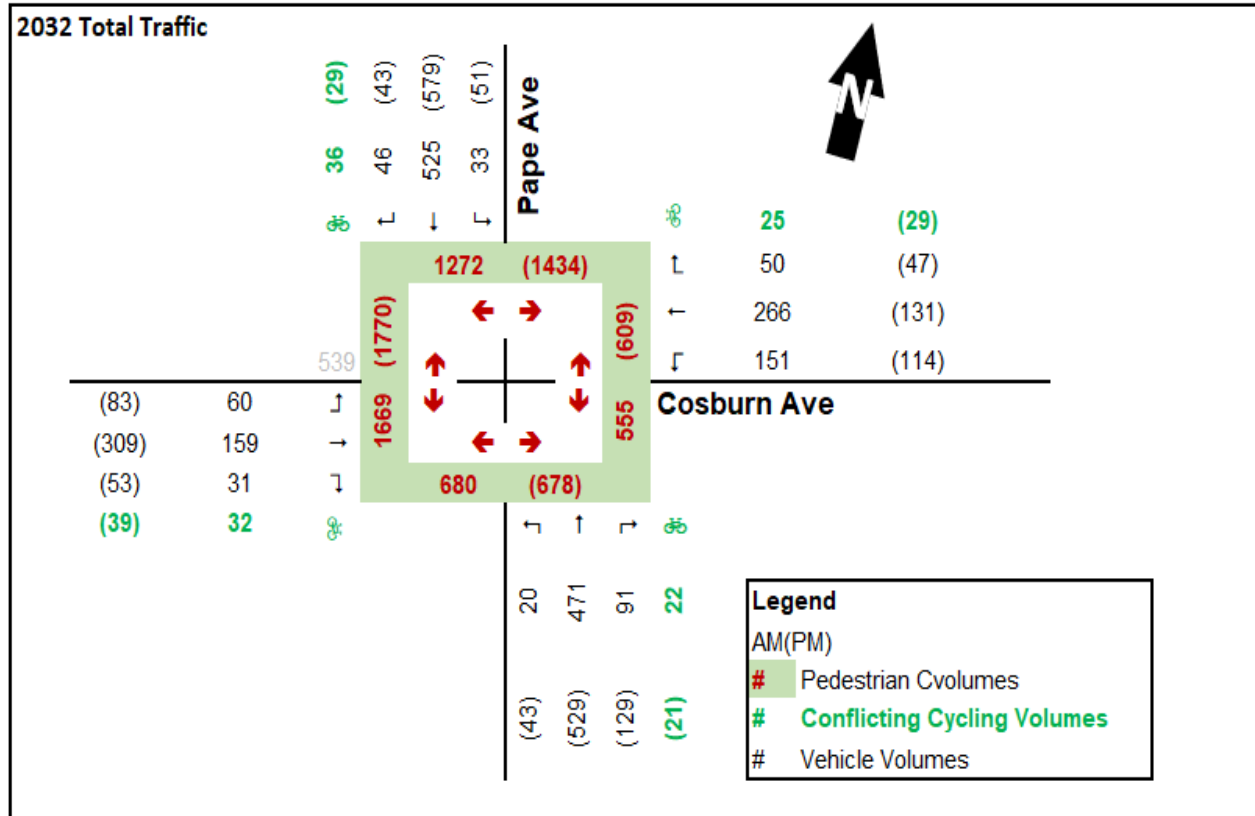 2032 Total Traffic
(29) (43) (579) (51)
36 46 525 33
Pape Ave
N
25 (29)
50 (47)
266 (131)
151 (114)
1272 (1434)
(1770)
1669
(609)
555
539
Cosburn Ave
(83) 60
(309) 159
(53) 31
(39) 32
680 (678)
20 471 91 22
(43) (529) (129) (21)
Legend
AM(PM)
# Pedestrian Cvolumes
# Conflicting Cycling Volumes
# Vehicle Volumes